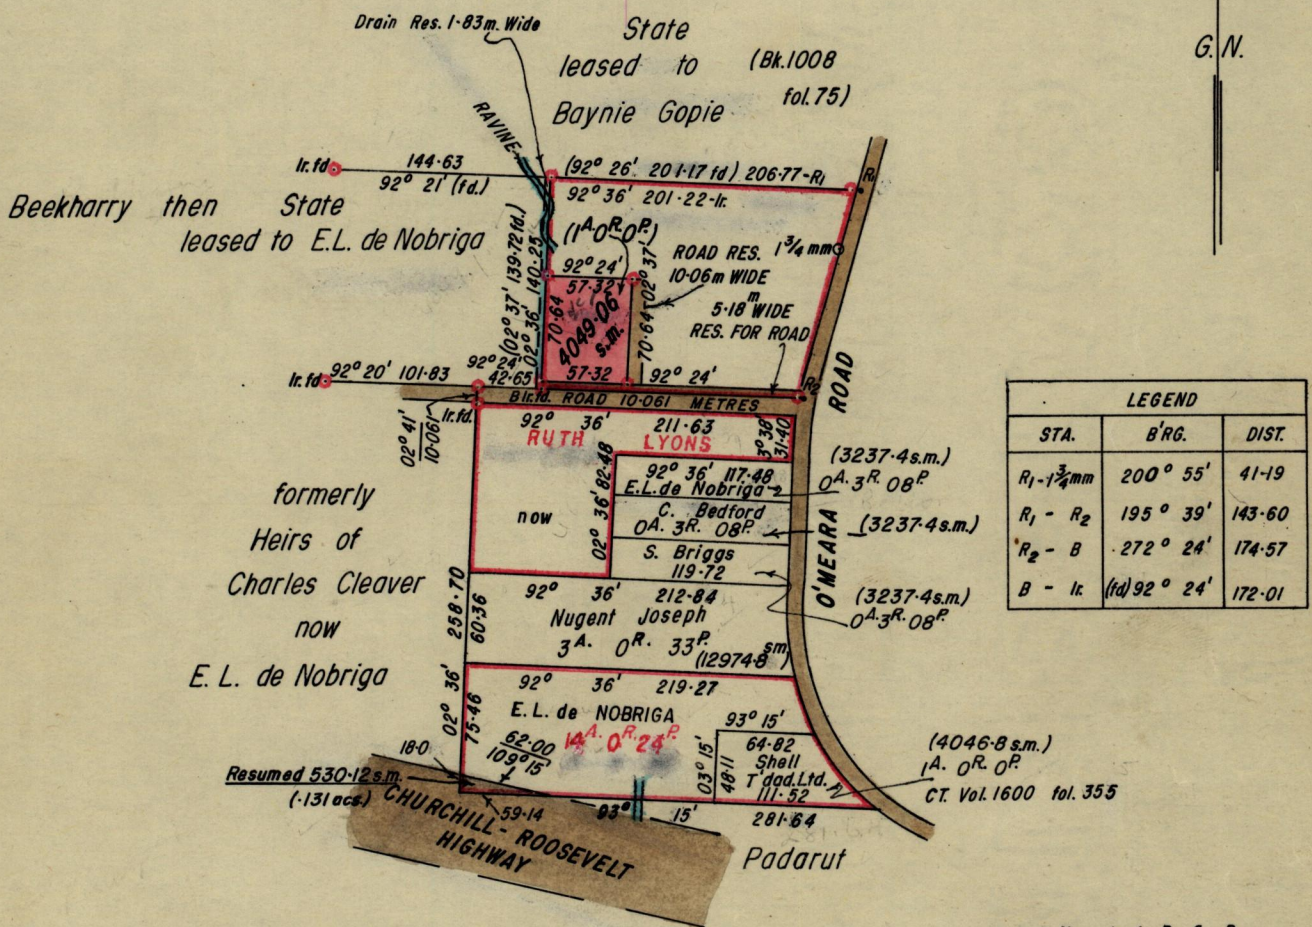 Drain Res. 1·83m. Wide
State
leased to (Bk.1008
fol.75)
Baynie Gopie
G.N.
RAVINE
Ir.fd
144·63
92° 21' (fd.)
(92° 26' 201·17 fd) 206·77-R₁
R₁
92° 36' 201·22-Ir.
Beekharry then State
leased to E.L. de Nobriga
(1ᴬ·0ᴿ·0ᴾ·)
92° 24'
57·32
ROAD RES.
10·06m WIDE
1¾ mm
5·18ᵐ WIDE
RES. FOR ROAD
(02° 37' 139·72fd.)
02° 36' 140·25
70·64
4049·06
s.m.
70·64-02° 37'
57·32
92° 24'
R₂
Ir.fd
92° 20' 101·83
92° 24'
42·65
B Ir.fd. ROAD 10·061 METRES
Ir.fd.
02° 41'
10·061
92° 36' 211·63
RUTH LYONS
3° 38'
31·40
O'MEARA ROAD
92° 36' 117·48
E.L.de Nobriga
(3237·4s.m.)
0ᴬ·3ᴿ·08ᴾ·
C. Bedford
0ᴬ· 3ᴿ· 08ᴾ·
(3237·4s.m.)
02° 36' 82·48
now
S. Briggs
119·72
(3237·4s.m.)
0ᴬ·3ᴿ·08ᴾ·
formerly
Heirs of
Charles Cleaver
now
E. L. de Nobriga
02° 36' 258·70
60·36
92° 36' 212·84
Nugent Joseph
3ᴬ· 0ᴿ· 33ᴾ·
(12974·8 sm)
92° 36' 219·27
75·46
E.L. de NOBRIGA
14ᴬ· 0ᴿ· 24ᴾ·
62·00
109° 15'
93° 15'
64·82
03° 15'
48·11
Shell
T'dad.Ltd.
111·52
(4046·8 s.m.)
1ᴬ· 0ᴿ· 0ᴾ·
CT. Vol. 1600 fol. 355
18·0
Resumed 530·12 s.m.
(·131 acs.)
59·14
93° 15' 281·64
CHURCHILL-ROOSEVELT
HIGHWAY
Padarut
LEGEND
STA. B'RG. DIST.
R₁-1¾mm 200° 55' 41·19
R₁ - R₂ 195° 39' 143·60
R₂ - B 272° 24' 174·57
B - Ir. (fd) 92° 24' 172·01